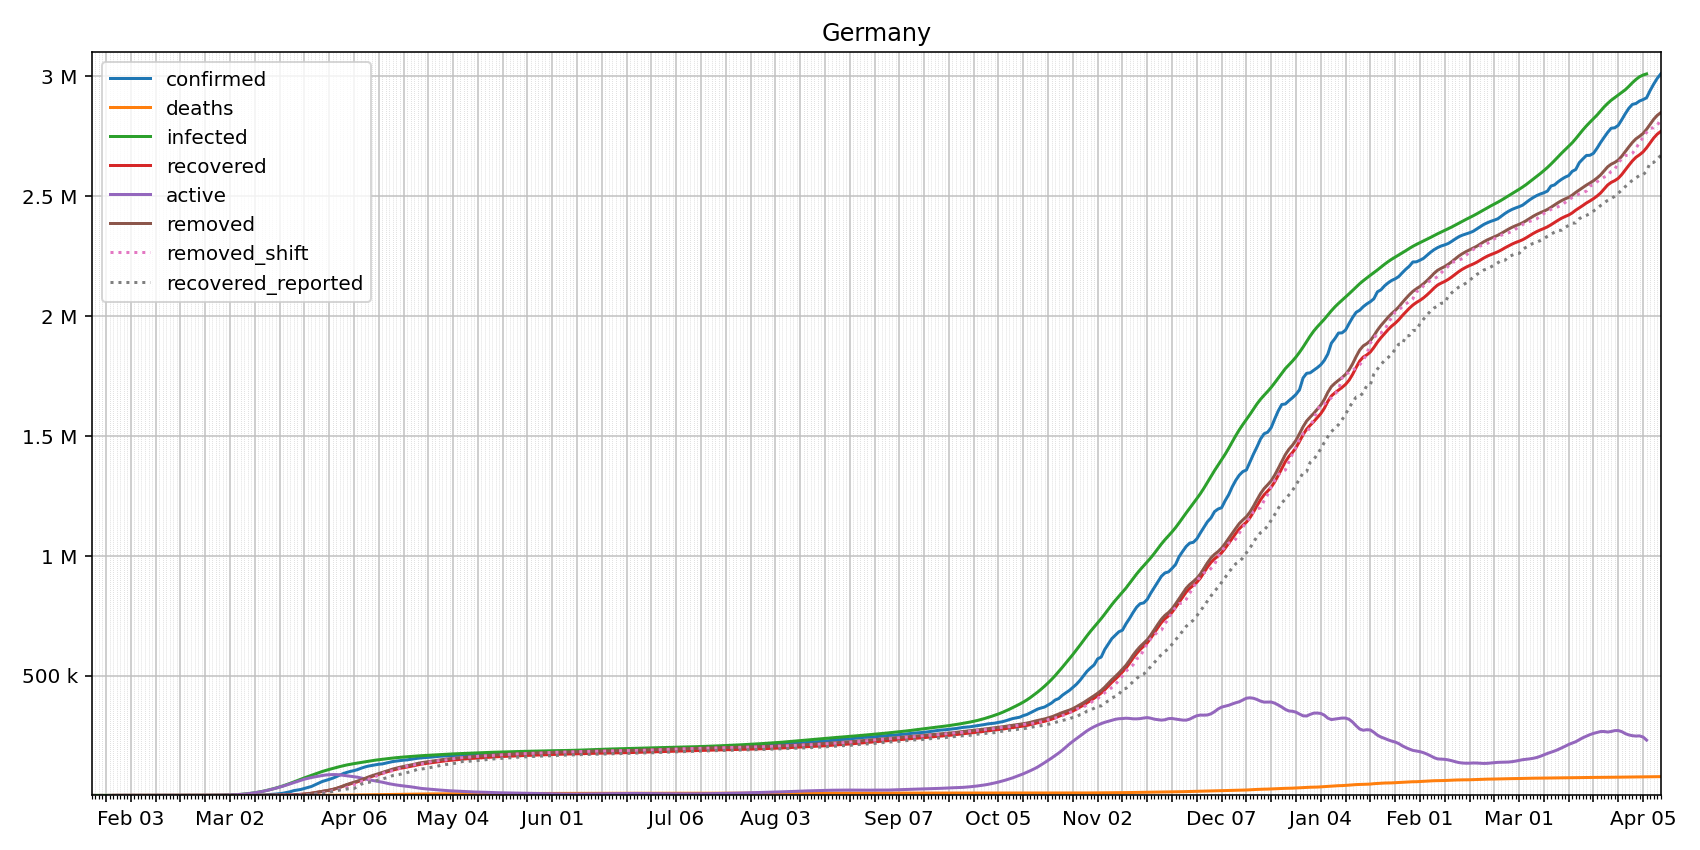 Germany
3 M
2.5 M
2 M
1.5 M
1 M
500 k
confirmed
deaths
infected
recovered
active
removed
removed_shift
recovered_reported
Feb 03 Mar 02 Apr 06 May 04 Jun 01 Jul 06 Aug 03 Sep 07 Oct 05 Nov 02 Dec 07 Jan 04 Feb 01 Mar 01 Apr 05